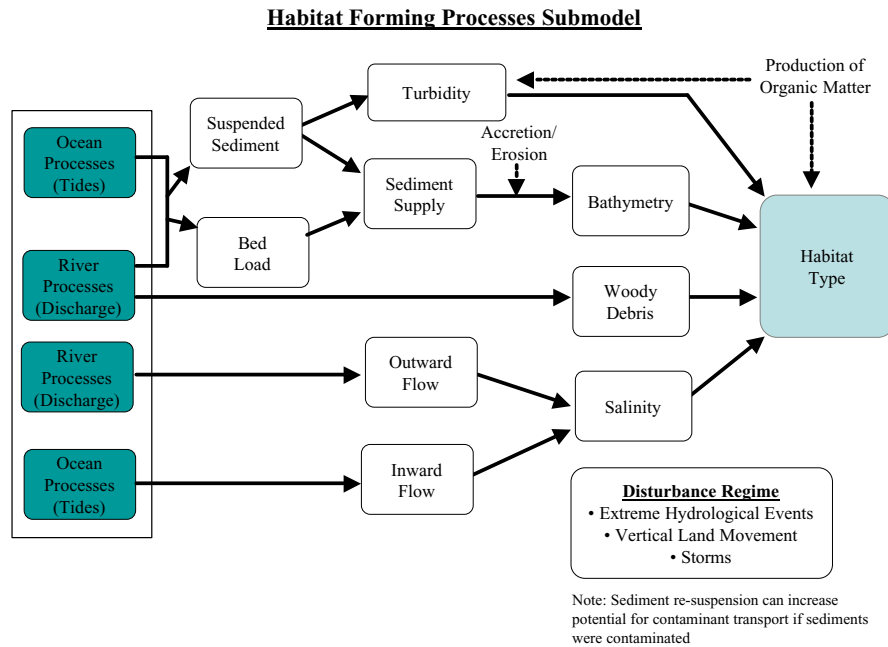 Habitat Forming Processes Submodel
Production of
Organic Matter
Turbidity
Suspended
Sediment
Accretion/
Erosion
Ocean
Processes
(Tides)
Sediment
Supply
Bathymetry
Bed
Load
Habitat
Type
River
Processes
(Discharge)
Woody
Debris
River
Processes
(Discharge)
Outward
Flow
Salinity
Ocean
Processes
(Tides)
Inward
Flow
Disturbance Regime
• Extreme Hydrological Events
• Vertical Land Movement
• Storms
Note: Sediment re-suspension can increase
potential for contaminant transport if sediments
were contaminated